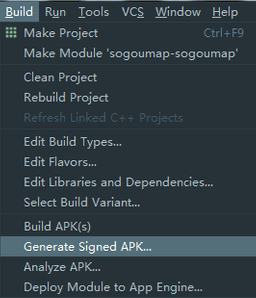 Build Run Tools VCS Window Help
Make Project Ctrl+F9
Make Module 'sogoumap-sogoumap'
Clean Project
Rebuild Project
Refresh Linked C++ Projects
Edit Build Types...
Edit Flavors...
Edit Libraries and Dependencies...
Select Build Variant...
Build APK(s)
Generate Signed APK...
Analyze APK...
Deploy Module to App Engine...